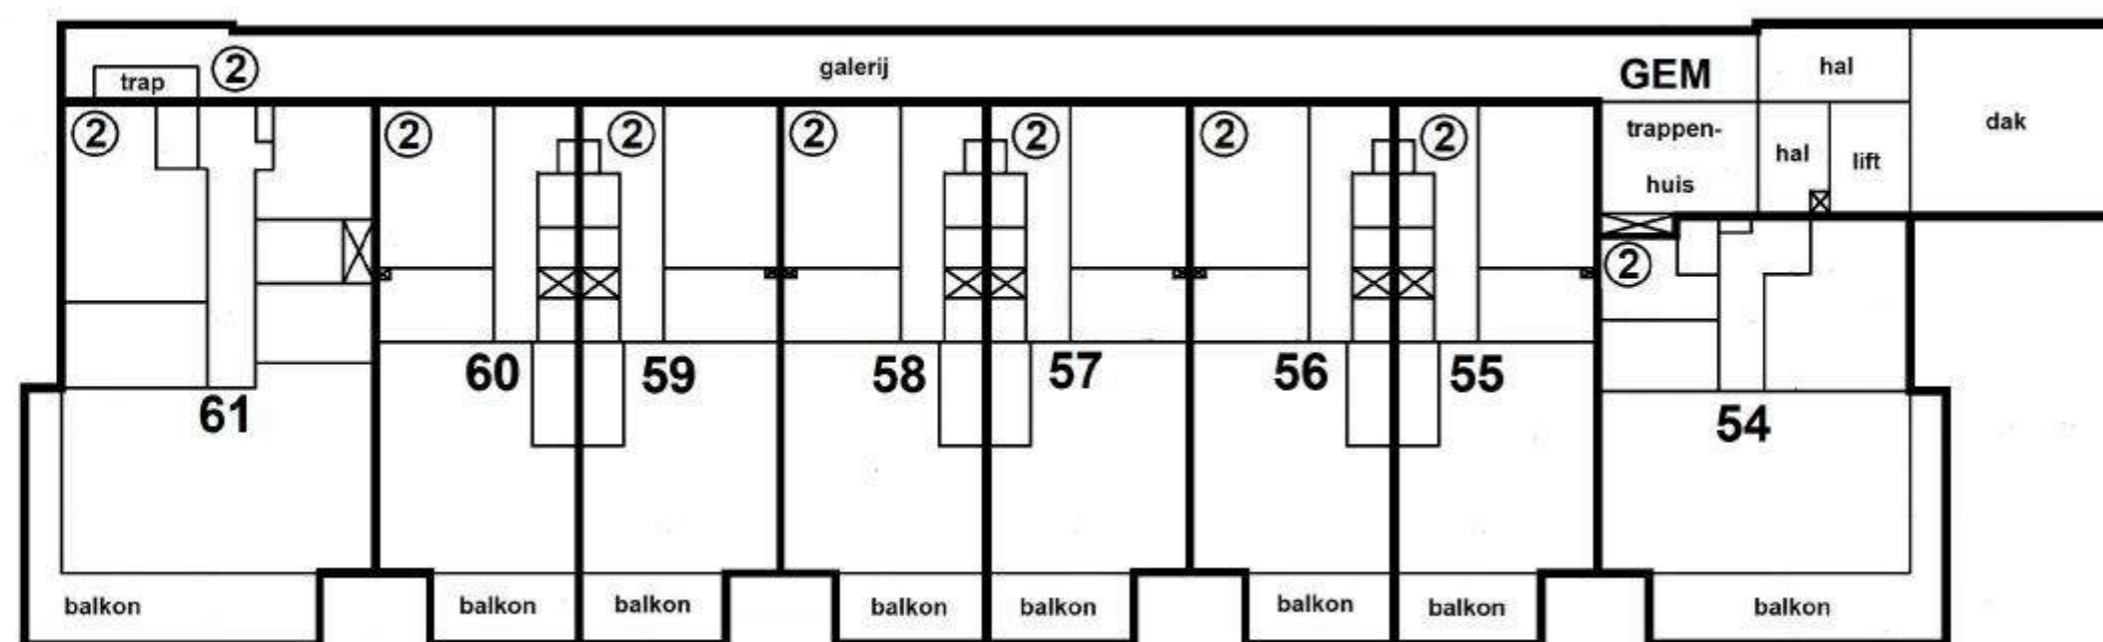 galerij
GEM
hal
trap
②
②
②
②
②
②
②
②
trappen-
huis
hal
lift
dak
②
61
60
59
58
57
56
55
54
balkon
balkon
balkon
balkon
balkon
balkon
balkon
balkon